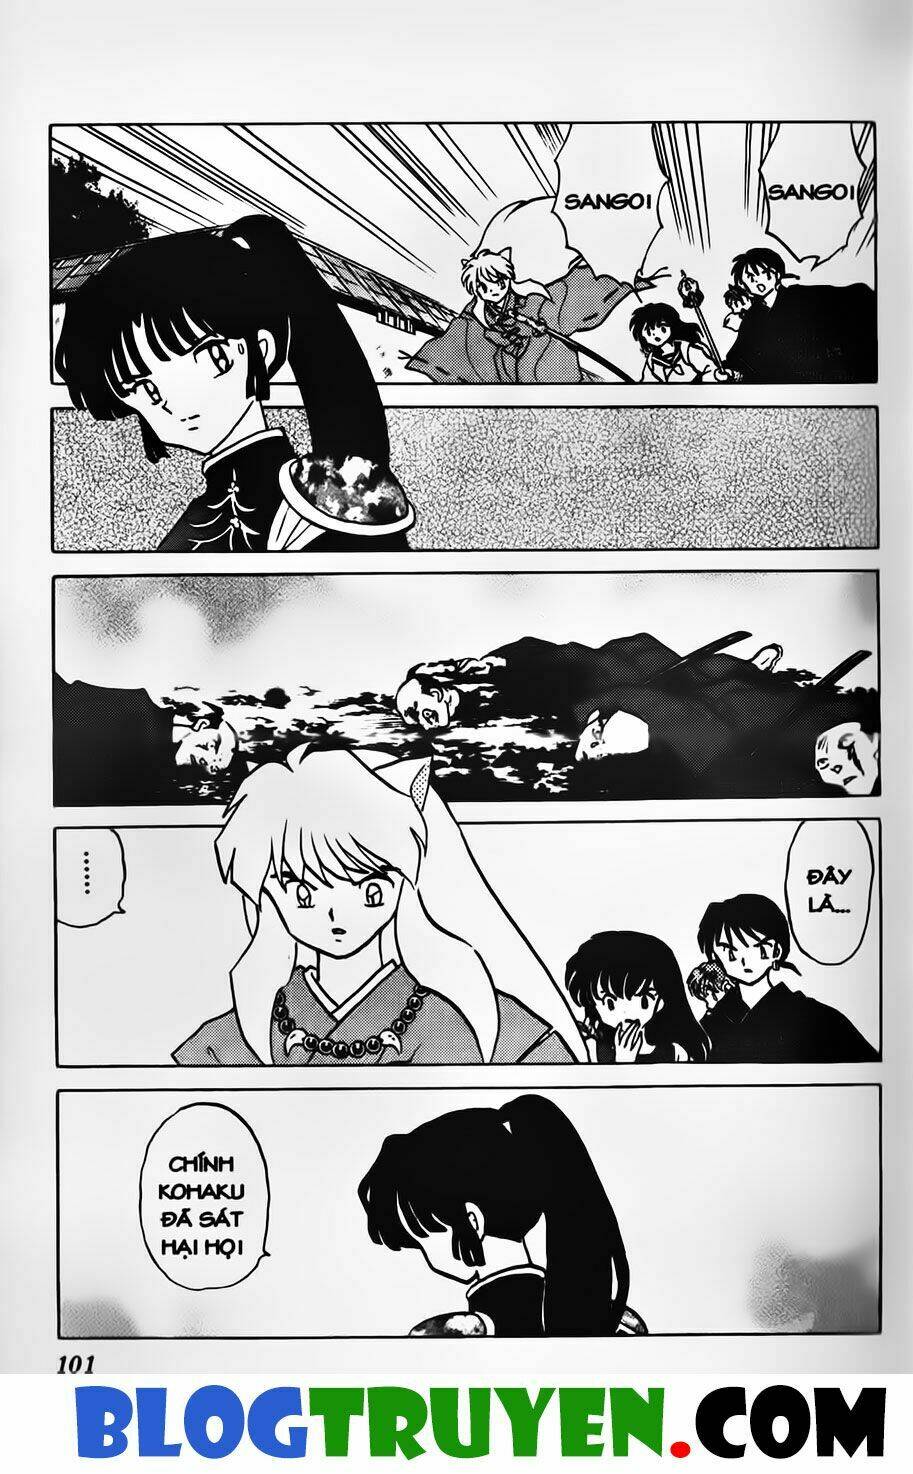 SANGO!
SANGO!
......
ĐÂY
LÀ...
CHÍNH
KOHAKU
ĐÃ SÁT
HẠI HỌ!
101
BLOGTRUYEN.COM